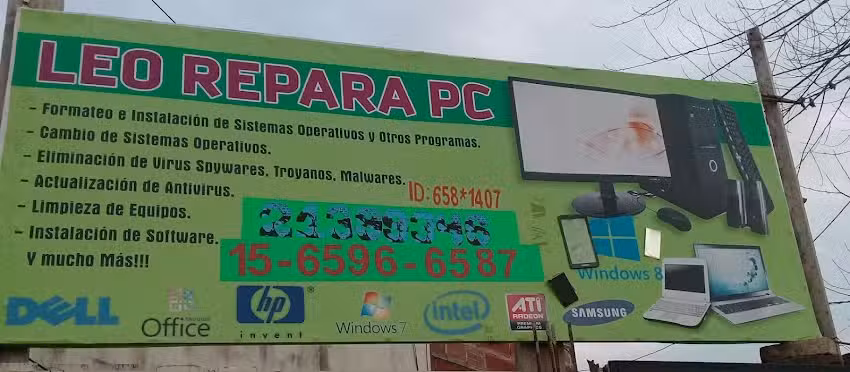 LEO REPARA PC
- Formateo e Instalación de Sistemas Operativos y Otros Programas.
- Cambio de Sistemas Operativos.
- Eliminación de Virus Spywares, Troyanos, Malwares.
- Actualización de Antivirus.
- Limpieza de Equipos.
- Instalación de Software.
Y mucho Más!!!
ID: 658*1407
15-6596-6587
Windows 8
DELL
Office
hp
invent
Windows 7
intel
ATI
RADEON
PREMIUM
GRAPHICS
SAMSUNG